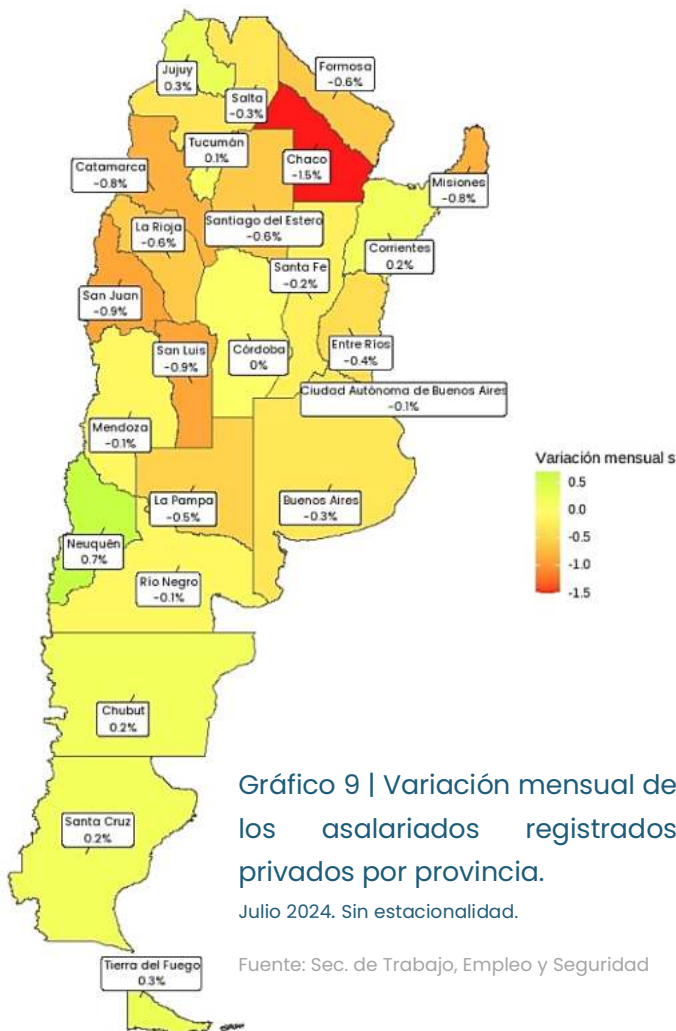 Jujuy
0.3%
Formosa
-0.6%
Salta
-0.3%
Tucumán
0.1%
Chaco
-1.5%
Catamarca
-0.8%
Misiones
-0.8%
La Rioja
-0.6%
Santiago del Estero
-0.6%
Corrientes
0.2%
Santa Fe
-0.2%
San Juan
-0.9%
San Luis
-0.9%
Córdoba
0%
Entre Ríos
-0.4%
Ciudad Autónoma de Buenos Aires
-0.1%
Mendoza
-0.1%
La Pampa
-0.5%
Buenos Aires
-0.3%
Neuquén
0.7%
Río Negro
-0.1%
Chubut
0.2%
Santa Cruz
0.2%
Tierra del Fuego
0.3%
Variación mensual s
0.5
0.0
-0.5
-1.0
-1.5
Gráfico 9 | Variación mensual de
los asalariados registrados
privados por provincia.
Julio 2024. Sin estacionalidad.
Fuente: Sec. de Trabajo, Empleo y Seguridad